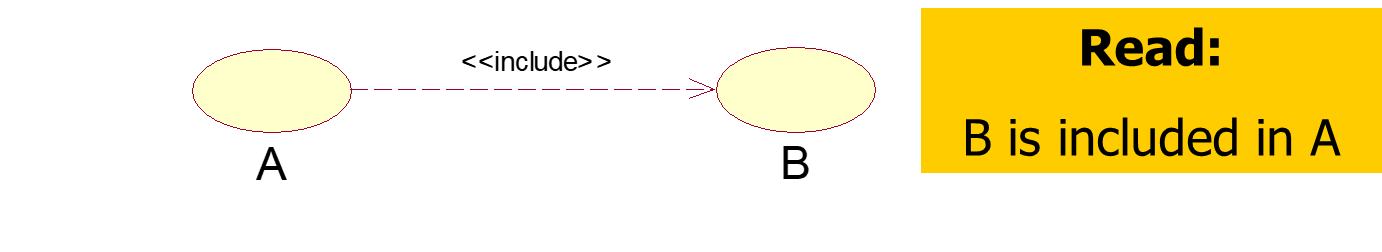 <<include>>
A
B
Read:
B is included in A